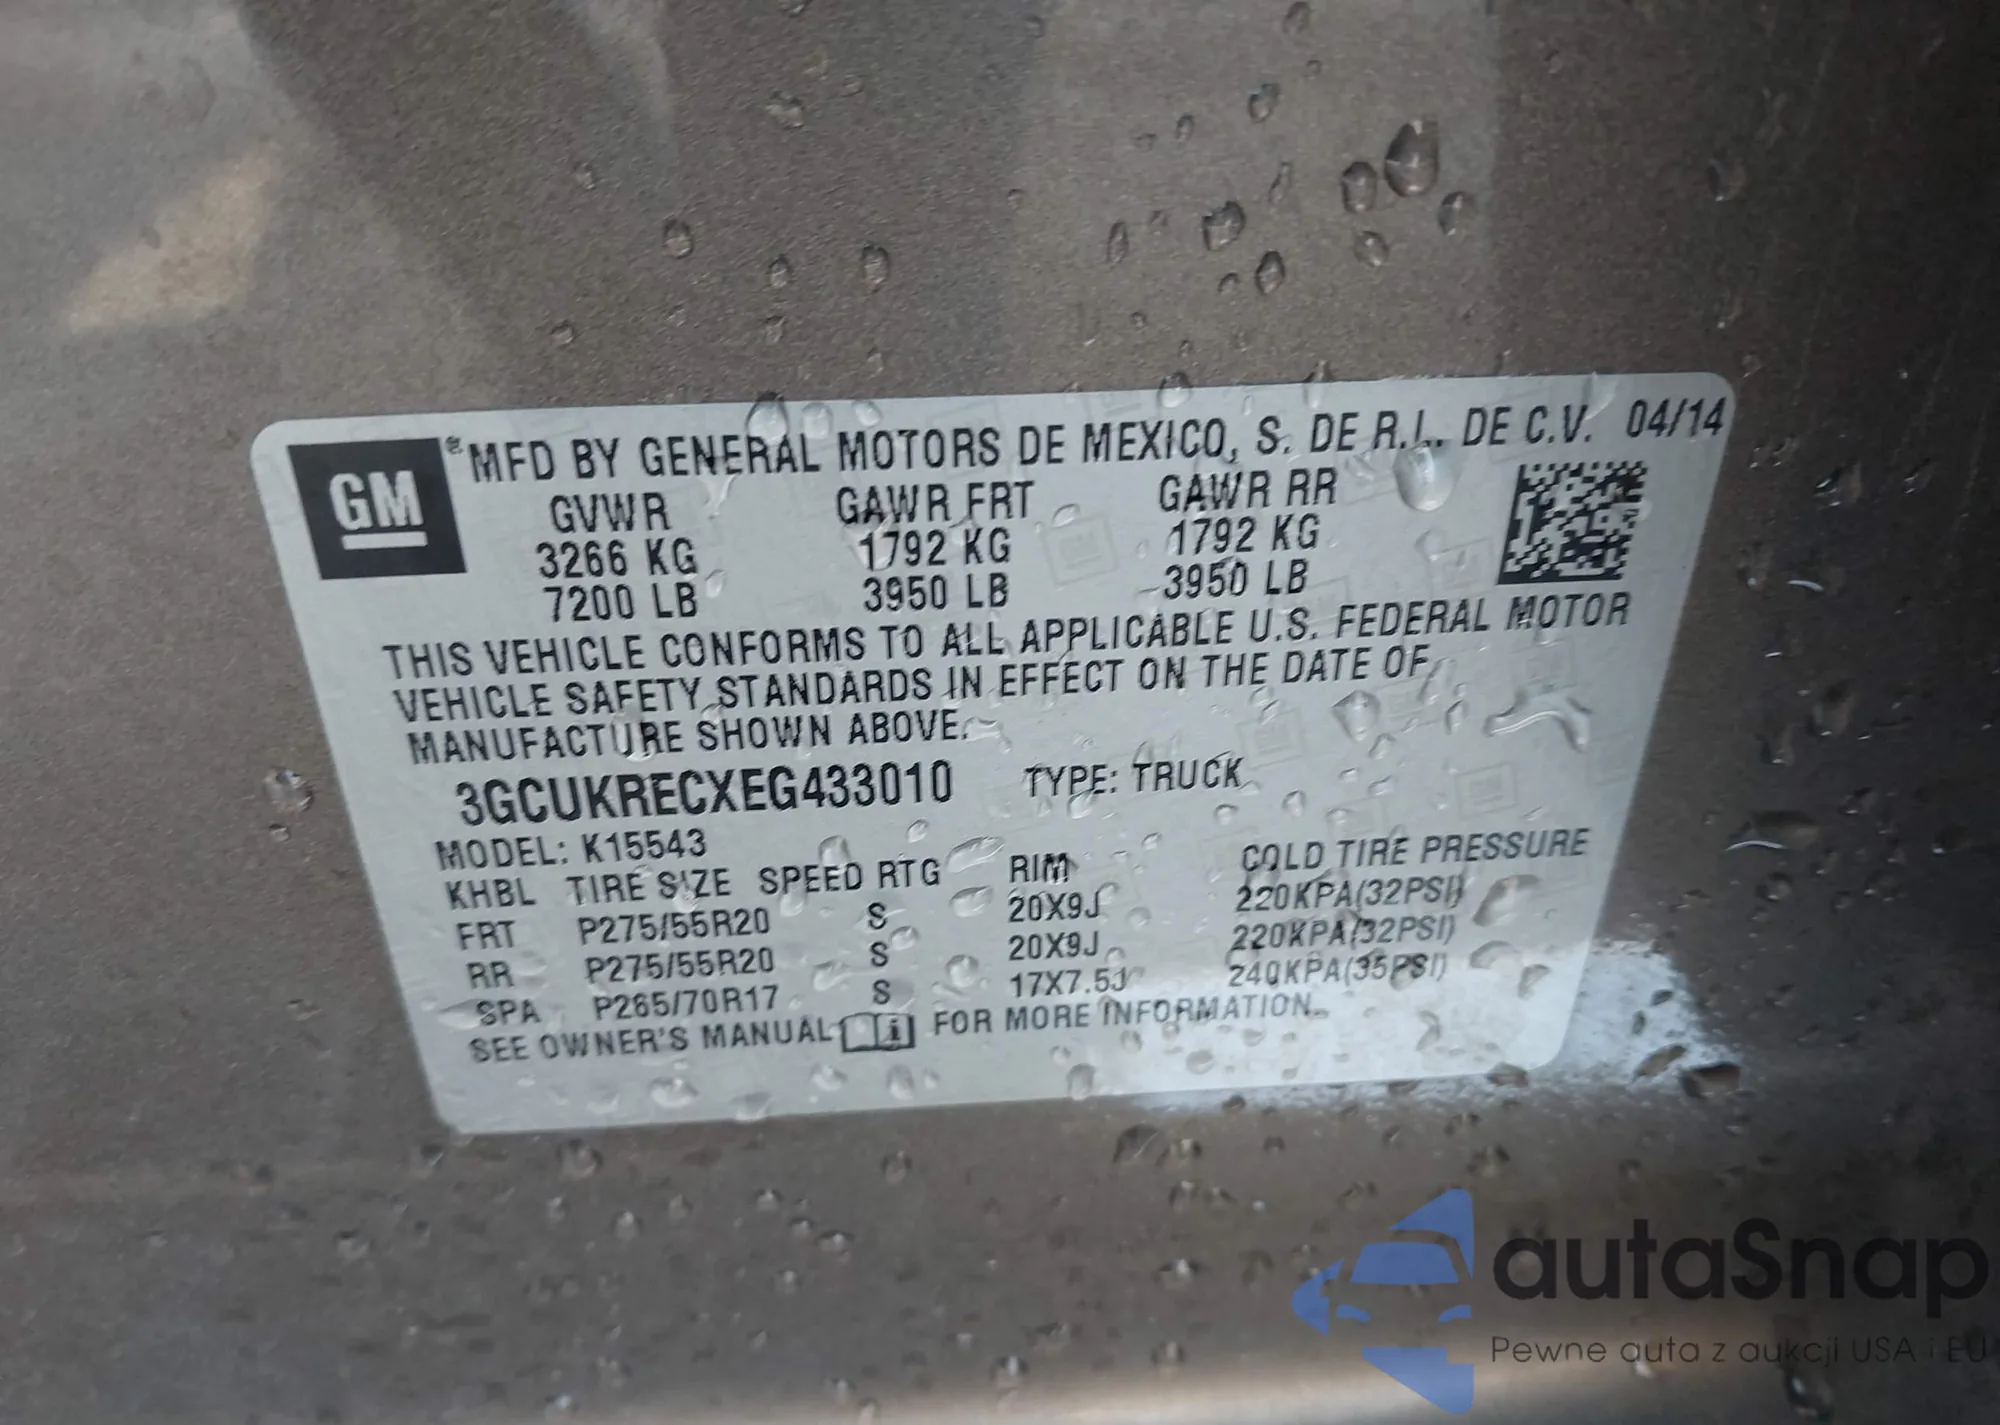 GM
® MFD BY GENERAL MOTORS DE MEXICO, S. DE R.L. DE C.V. 04/14
GVWR GAWR FRT GAWR RR
3266 KG 1792 KG 1792 KG
7200 LB 3950 LB 3950 LB
THIS VEHICLE CONFORMS TO ALL APPLICABLE U.S. FEDERAL MOTOR
VEHICLE SAFETY STANDARDS IN EFFECT ON THE DATE OF
MANUFACTURE SHOWN ABOVE.
3GCUKRECXEG433010 TYPE: TRUCK
MODEL: K15543
KHBL TIRE SIZE SPEED RTG RIM COLD TIRE PRESSURE
FRT P275/55R20 S 20X9J 220KPA(32PSI)
RR P275/55R20 S 20X9J 220KPA(32PSI)
SPA P265/70R17 S 17X7.5J 240KPA(35PSI)
SEE OWNER'S MANUAL FOR MORE INFORMATION.
autaSnap
Pewne auta z aukcji USA i EU